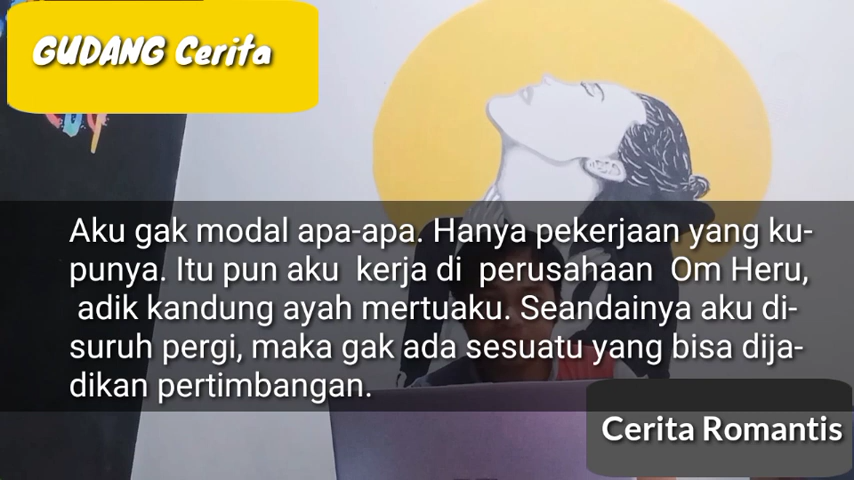 GUDANG Cerita
Aku gak modal apa-apa. Hanya pekerjaan yang ku-
punya. Itu pun aku kerja di perusahaan Om Heru,
adik kandung ayah mertuaku. Seandainya aku di-
suruh pergi, maka gak ada sesuatu yang bisa dija-
dikan pertimbangan.
Cerita Romantis